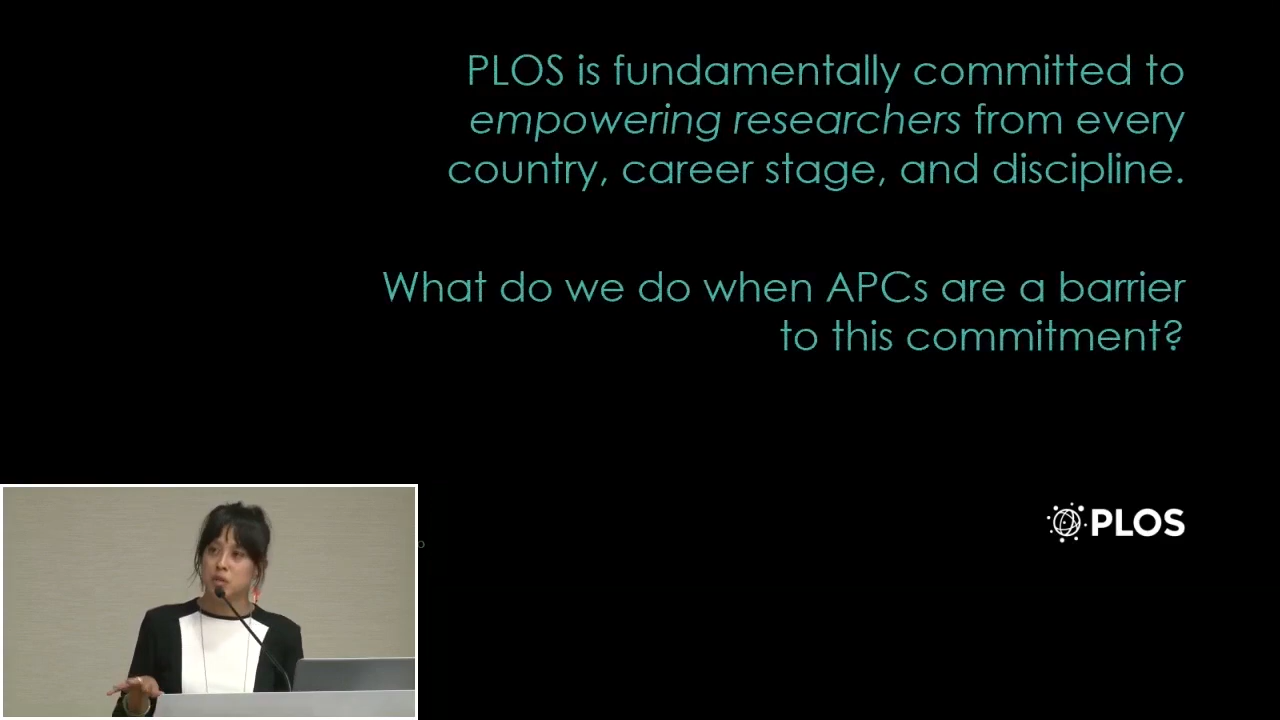 PLOS is fundamentally committed to
empowering researchers from every
country, career stage, and discipline.
What do we do when APCs are a barrier
to this commitment?
PLOS